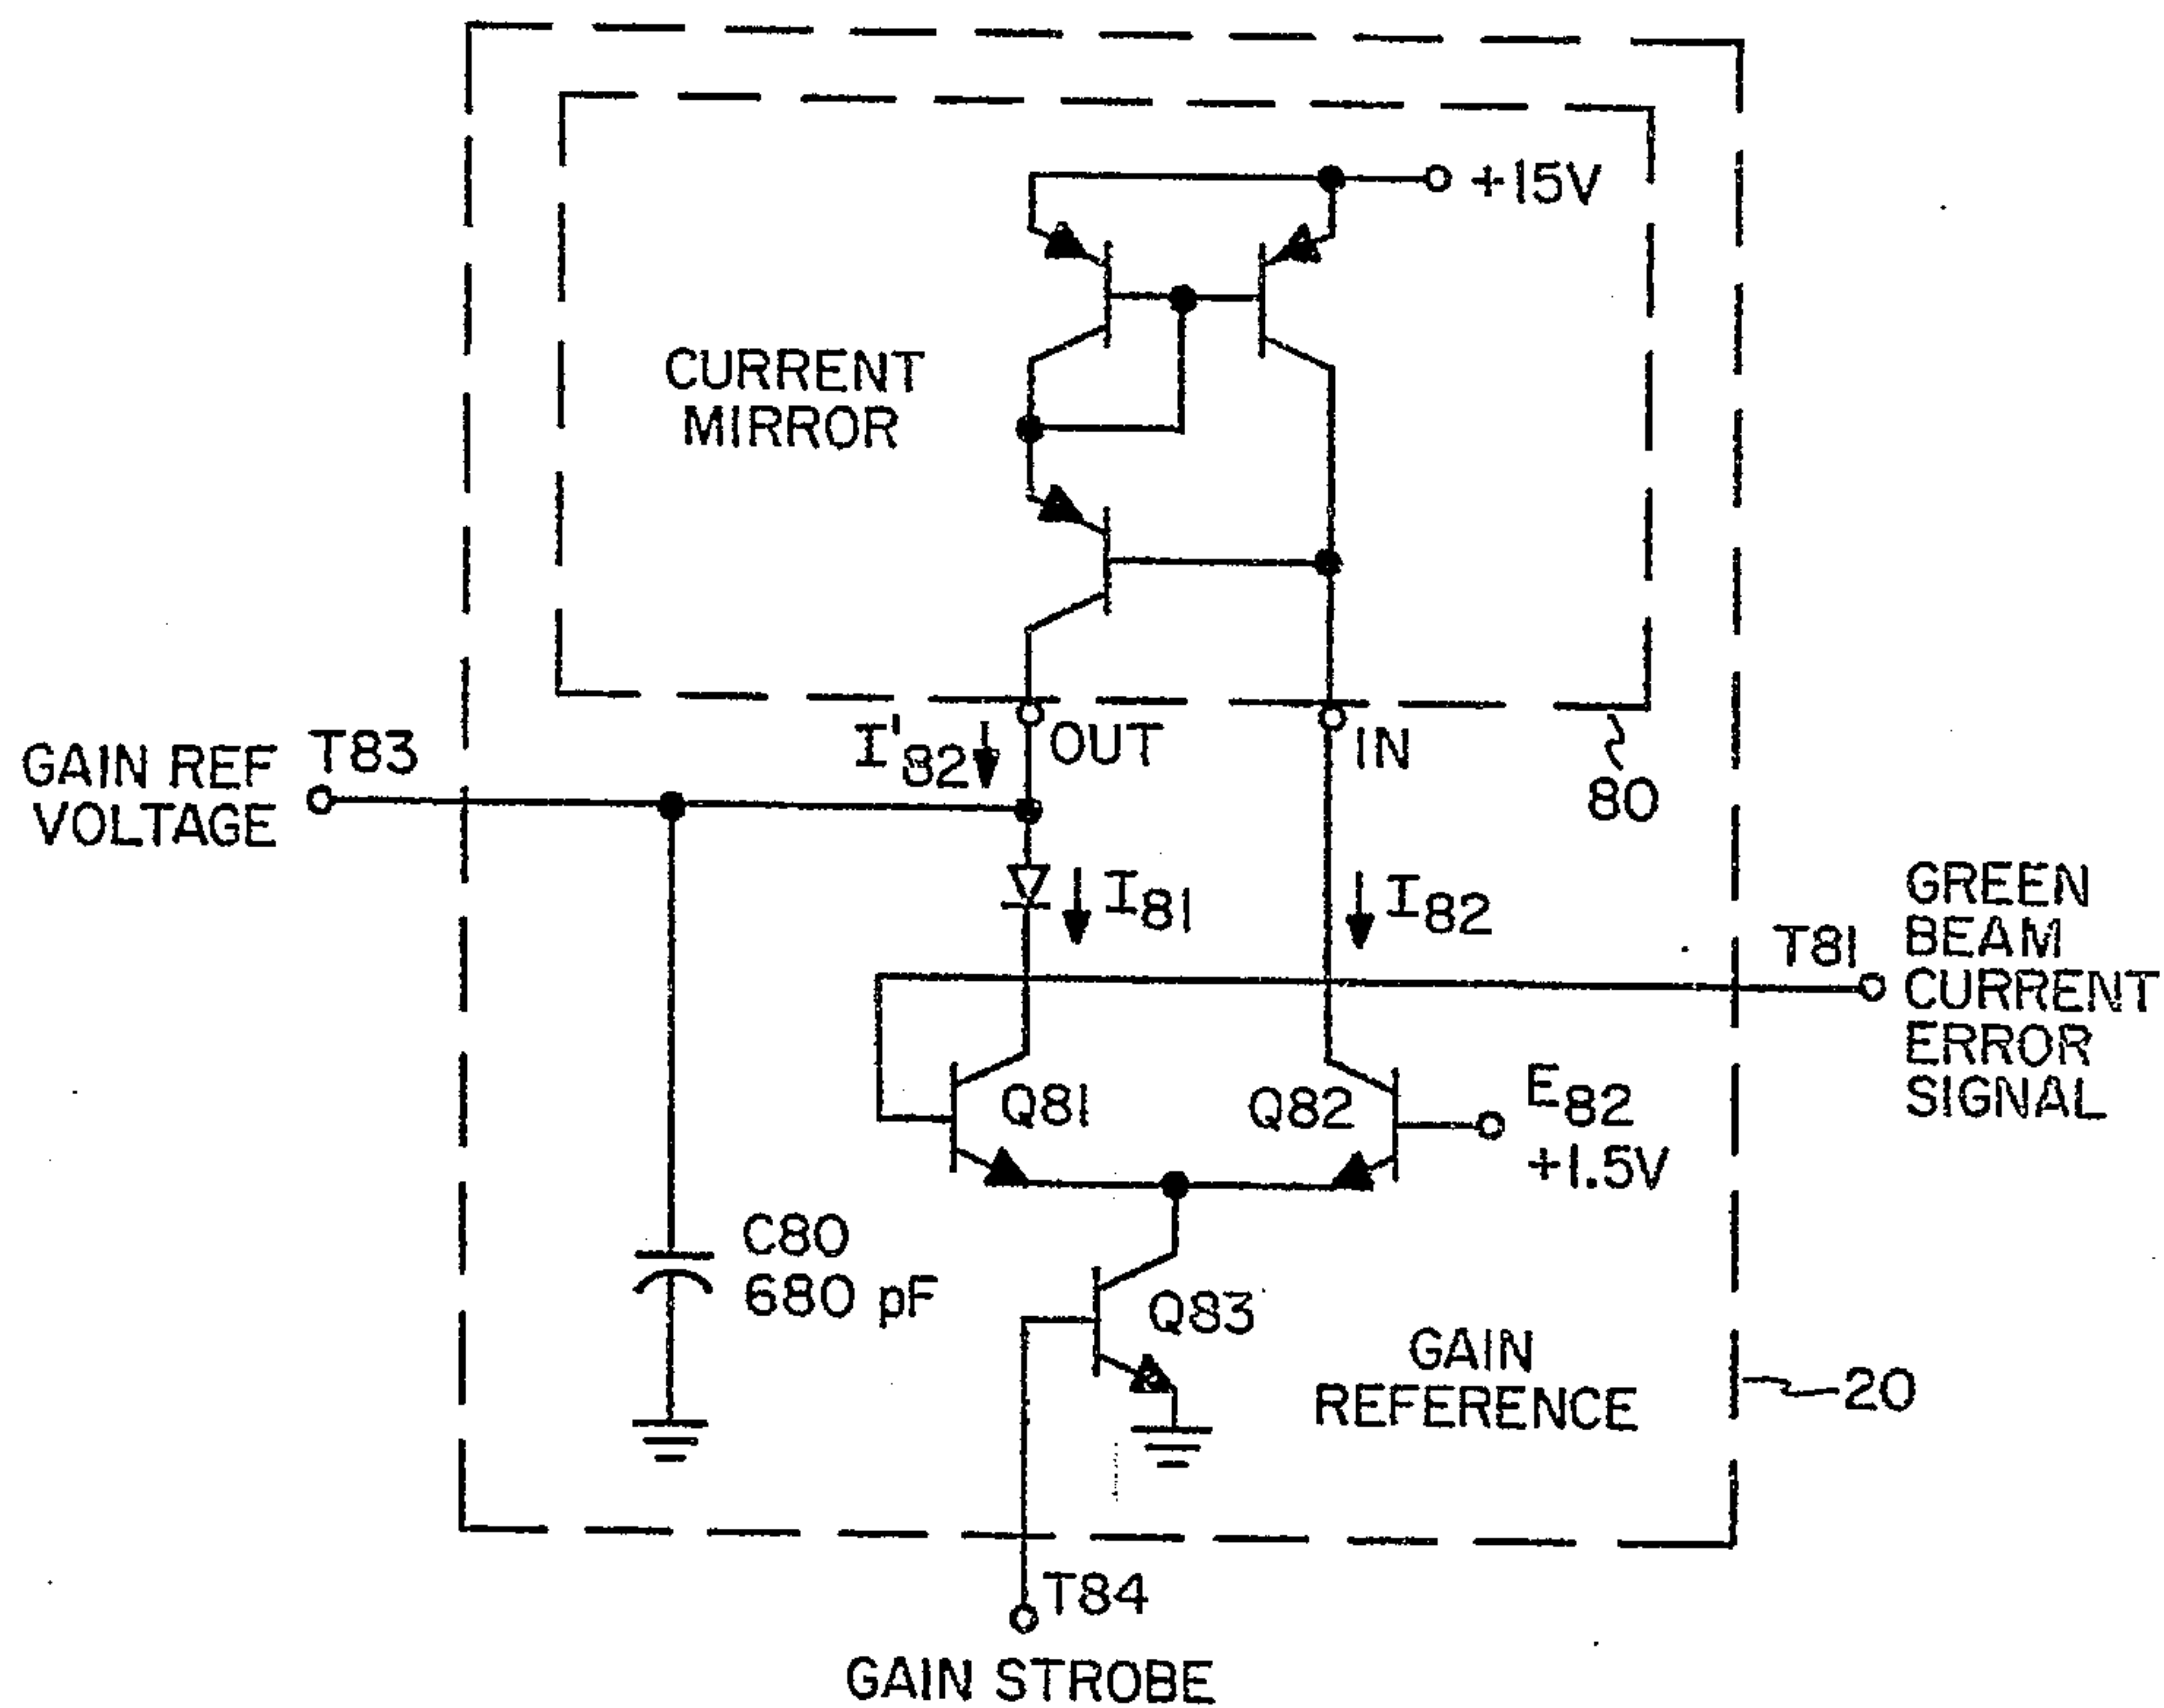 +15V
CURRENT
MIRROR
I'82
OUT
IN
80
GAIN REF
VOLTAGE
T83
I81
I82
T81
GREEN
BEAM
CURRENT
ERROR
SIGNAL
Q81
Q82
E82
+1.5V
C80
680 pF
Q83
GAIN
REFERENCE
20
T84
GAIN STROBE